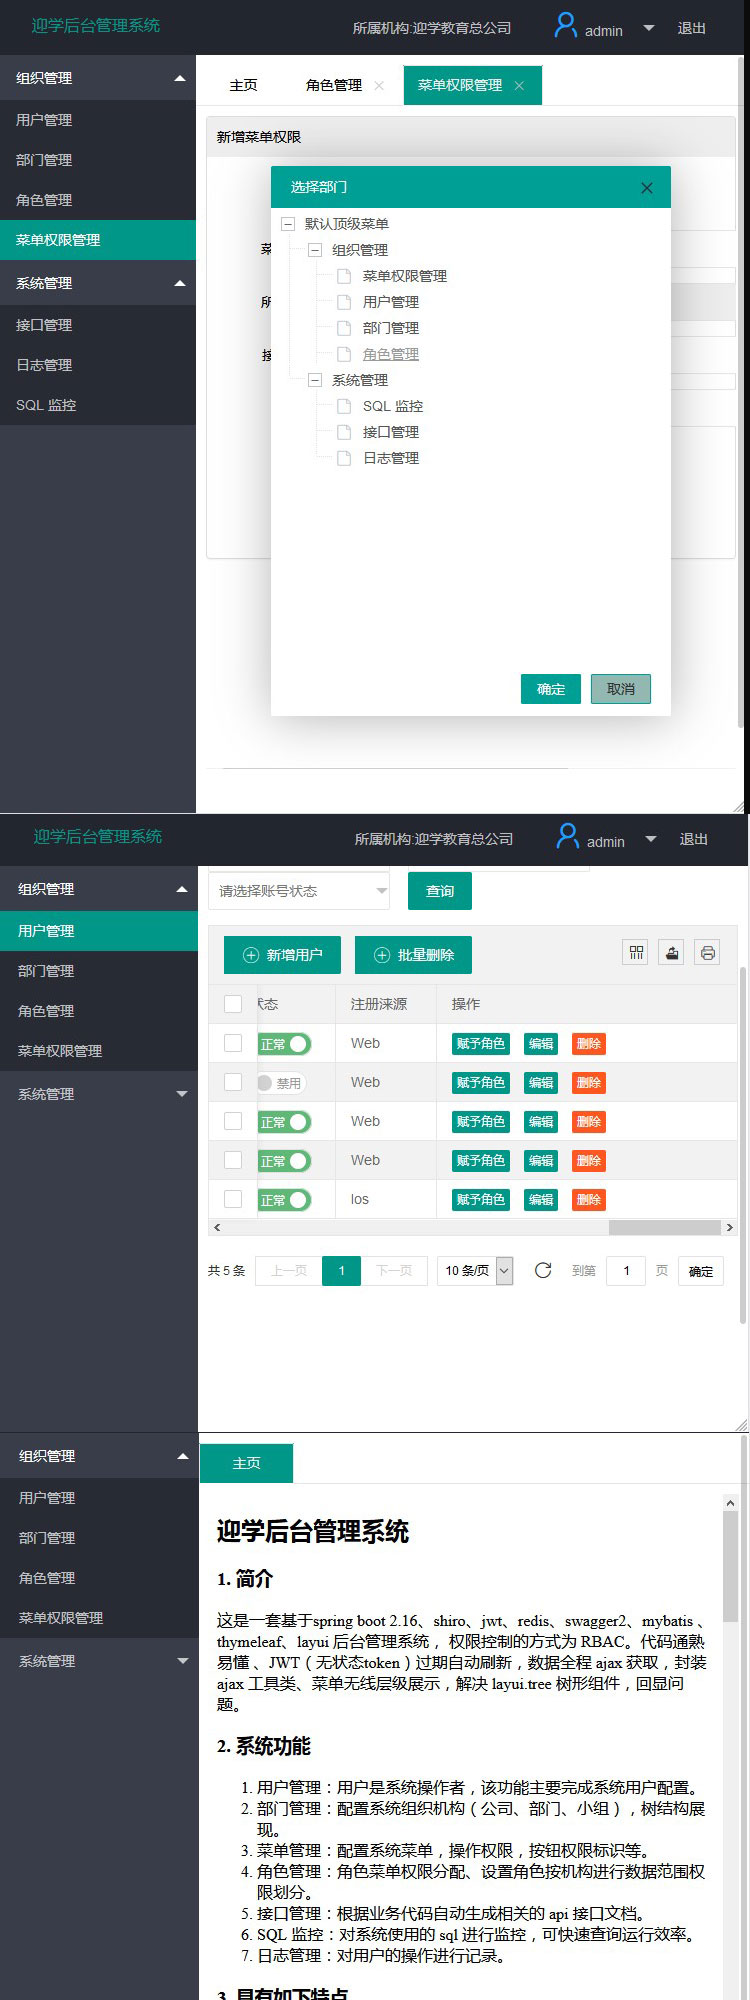 迎学后台管理系统 所属机构:迎学教育总公司 admin 退出
组织管理
用户管理
部门管理
角色管理
菜单权限管理
系统管理
接口管理
日志管理
SQL 监控
主页 角色管理 菜单权限管理
新增菜单权限
选择部门
默认顶级菜单
组织管理
菜单权限管理
用户管理
部门管理
角色管理
系统管理
SQL 监控
接口管理
日志管理
确定 取消
迎学后台管理系统 所属机构:迎学教育总公司 admin 退出
组织管理
用户管理
部门管理
角色管理
菜单权限管理
系统管理
请选择账号状态 查询
新增用户 批量删除
状态 注册涞源 操作
正常 Web 赋予角色 编辑 删除
禁用 Web 赋予角色 编辑 删除
正常 Web 赋予角色 编辑 删除
正常 Web 赋予角色 编辑 删除
正常 Ios 赋予角色 编辑 删除
共 5 条 上一页 1 下一页 10 条/页 到第 1 页 确定
组织管理
用户管理
部门管理
角色管理
菜单权限管理
系统管理
主页
迎学后台管理系统
1. 简介
这是一套基于spring boot 2.16、shiro、jwt、redis、swagger2、mybatis 、
thymeleaf、layui 后台管理系统， 权限控制的方式为 RBAC。代码通熟
易懂 、JWT（无状态token）过期自动刷新，数据全程 ajax 获取，封装
ajax 工具类、菜单无线层级展示，解决 layui.tree 树形组件，回显问
题。
2. 系统功能
1. 用户管理：用户是系统操作者，该功能主要完成系统用户配置。
2. 部门管理：配置系统组织机构（公司、部门、小组），树结构展
现。
3. 菜单管理：配置系统菜单，操作权限，按钮权限标识等。
4. 角色管理：角色菜单权限分配、设置角色按机构进行数据范围权
限划分。
5. 接口管理：根据业务代码自动生成相关的 api 接口文档。
6. SQL 监控：对系统使用的 sql 进行监控，可快速查询运行效率。
7. 日志管理：对用户的操作进行记录。
3. 具有如下特点